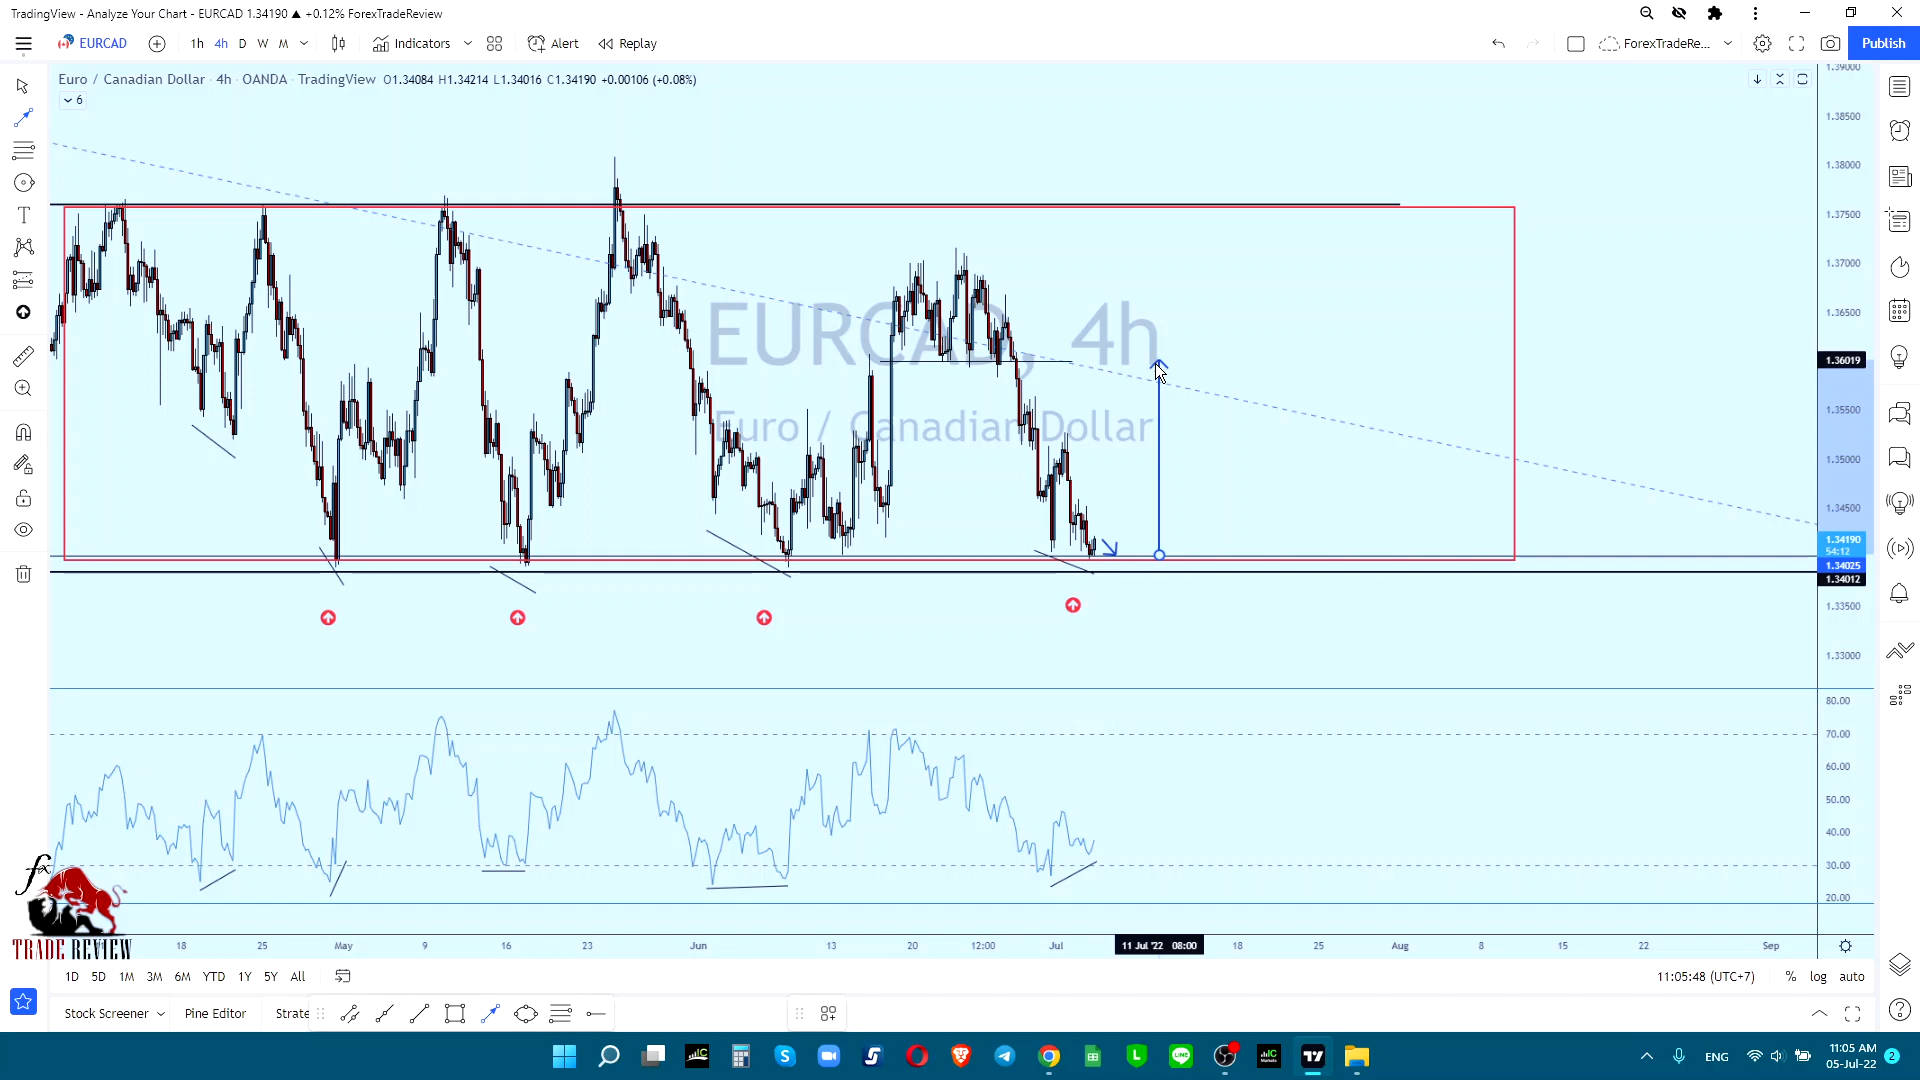 TradingView - Analyze Your Chart - EURCAD 1.34190 ▲ +0.12% ForexTradeReview
EURCAD 1h 4h D W M Indicators Alert Replay ForexTradeRe... Publish
Euro / Canadian Dollar · 4h · OANDA · TradingView O1.34084 H1.34214 L1.34016 C1.34190 +0.00106 (+0.08%)
6
1.39000
1.38500
1.38000
1.37500
1.37000
1.36500
1.36019
1.35500
1.35000
1.34500
1.34190
54:12
1.34025
1.34012
1.33500
1.33000
EURCAD, 4h
Euro / Canadian Dollar
80.00
70.00
60.00
50.00
40.00
30.00
20.00
fx
TRADE REVIEW
18 25 May 9 16 23 Jun 13 20 12:00 Jul 11 Jul '22 08:00 18 25 Aug 8 15 22 Sep
1D 5D 1M 3M 6M YTD 1Y 5Y All 11:05:48 (UTC+7) % log auto
Stock Screener Pine Editor Strate
ENG 11:05 AM
05-Jul-22 2